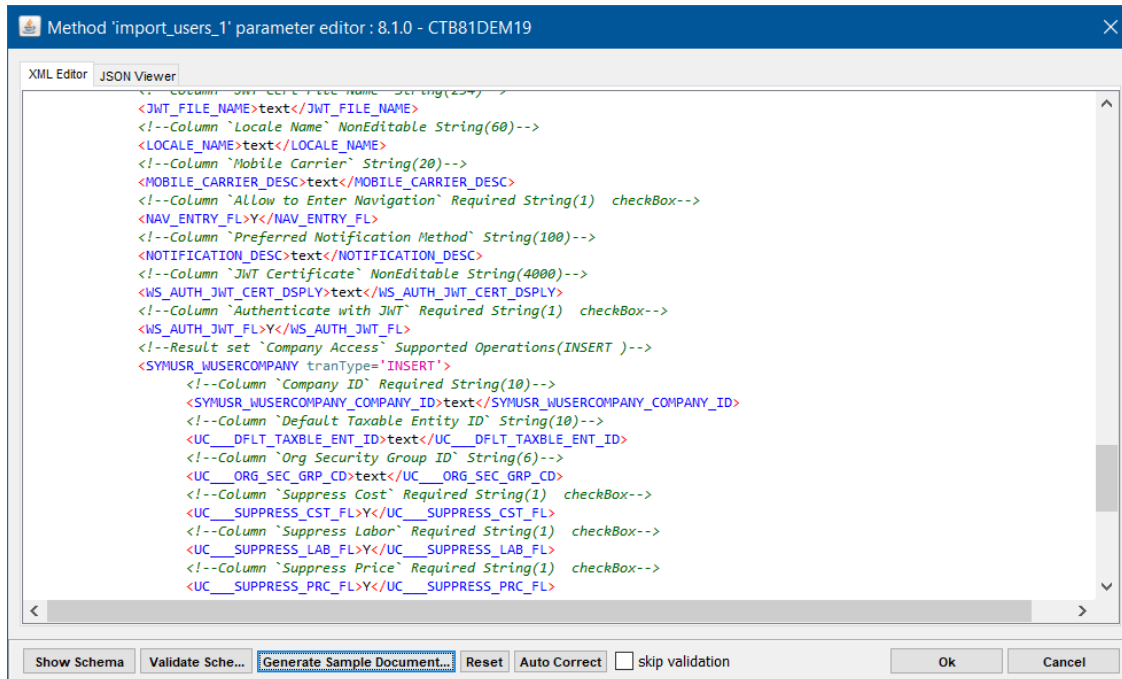 Method 'import_users_1' parameter editor : 8.1.0 - CTB81DEM19
XML Editor JSON Viewer
<JWT_FILE_NAME>text</JWT_FILE_NAME>
<!--Column `Locale Name` NonEditable String(60)-->
<LOCALE_NAME>text</LOCALE_NAME>
<!--Column `Mobile Carrier` String(20)-->
<MOBILE_CARRIER_DESC>text</MOBILE_CARRIER_DESC>
<!--Column `Allow to Enter Navigation` Required String(1)  checkBox-->
<NAV_ENTRY_FL>Y</NAV_ENTRY_FL>
<!--Column `Preferred Notification Method` String(100)-->
<NOTIFICATION_DESC>text</NOTIFICATION_DESC>
<!--Column `JWT Certificate` NonEditable String(4000)-->
<WS_AUTH_JWT_CERT_DSPLY>text</WS_AUTH_JWT_CERT_DSPLY>
<!--Column `Authenticate with JWT` Required String(1)  checkBox-->
<WS_AUTH_JWT_FL>Y</WS_AUTH_JWT_FL>
<!--Result set `Company Access` Supported Operations(INSERT )-->
<SYMUSR_WUSERCOMPANY tranType='INSERT'>
<!--Column `Company ID` Required String(10)-->
<SYMUSR_WUSERCOMPANY_COMPANY_ID>text</SYMUSR_WUSERCOMPANY_COMPANY_ID>
<!--Column `Default Taxable Entity ID` String(10)-->
<UC___DFLT_TAXBLE_ENT_ID>text</UC___DFLT_TAXBLE_ENT_ID>
<!--Column `Org Security Group ID` String(6)-->
<UC___ORG_SEC_GRP_CD>text</UC___ORG_SEC_GRP_CD>
<!--Column `Suppress Cost` Required String(1)  checkBox-->
<UC___SUPPRESS_CST_FL>Y</UC___SUPPRESS_CST_FL>
<!--Column `Suppress Labor` Required String(1)  checkBox-->
<UC___SUPPRESS_LAB_FL>Y</UC___SUPPRESS_LAB_FL>
<!--Column `Suppress Price` Required String(1)  checkBox-->
<UC___SUPPRESS_PRC_FL>Y</UC___SUPPRESS_PRC_FL>
Show Schema Validate Sche... Generate Sample Document... Reset Auto Correct skip validation Ok Cancel